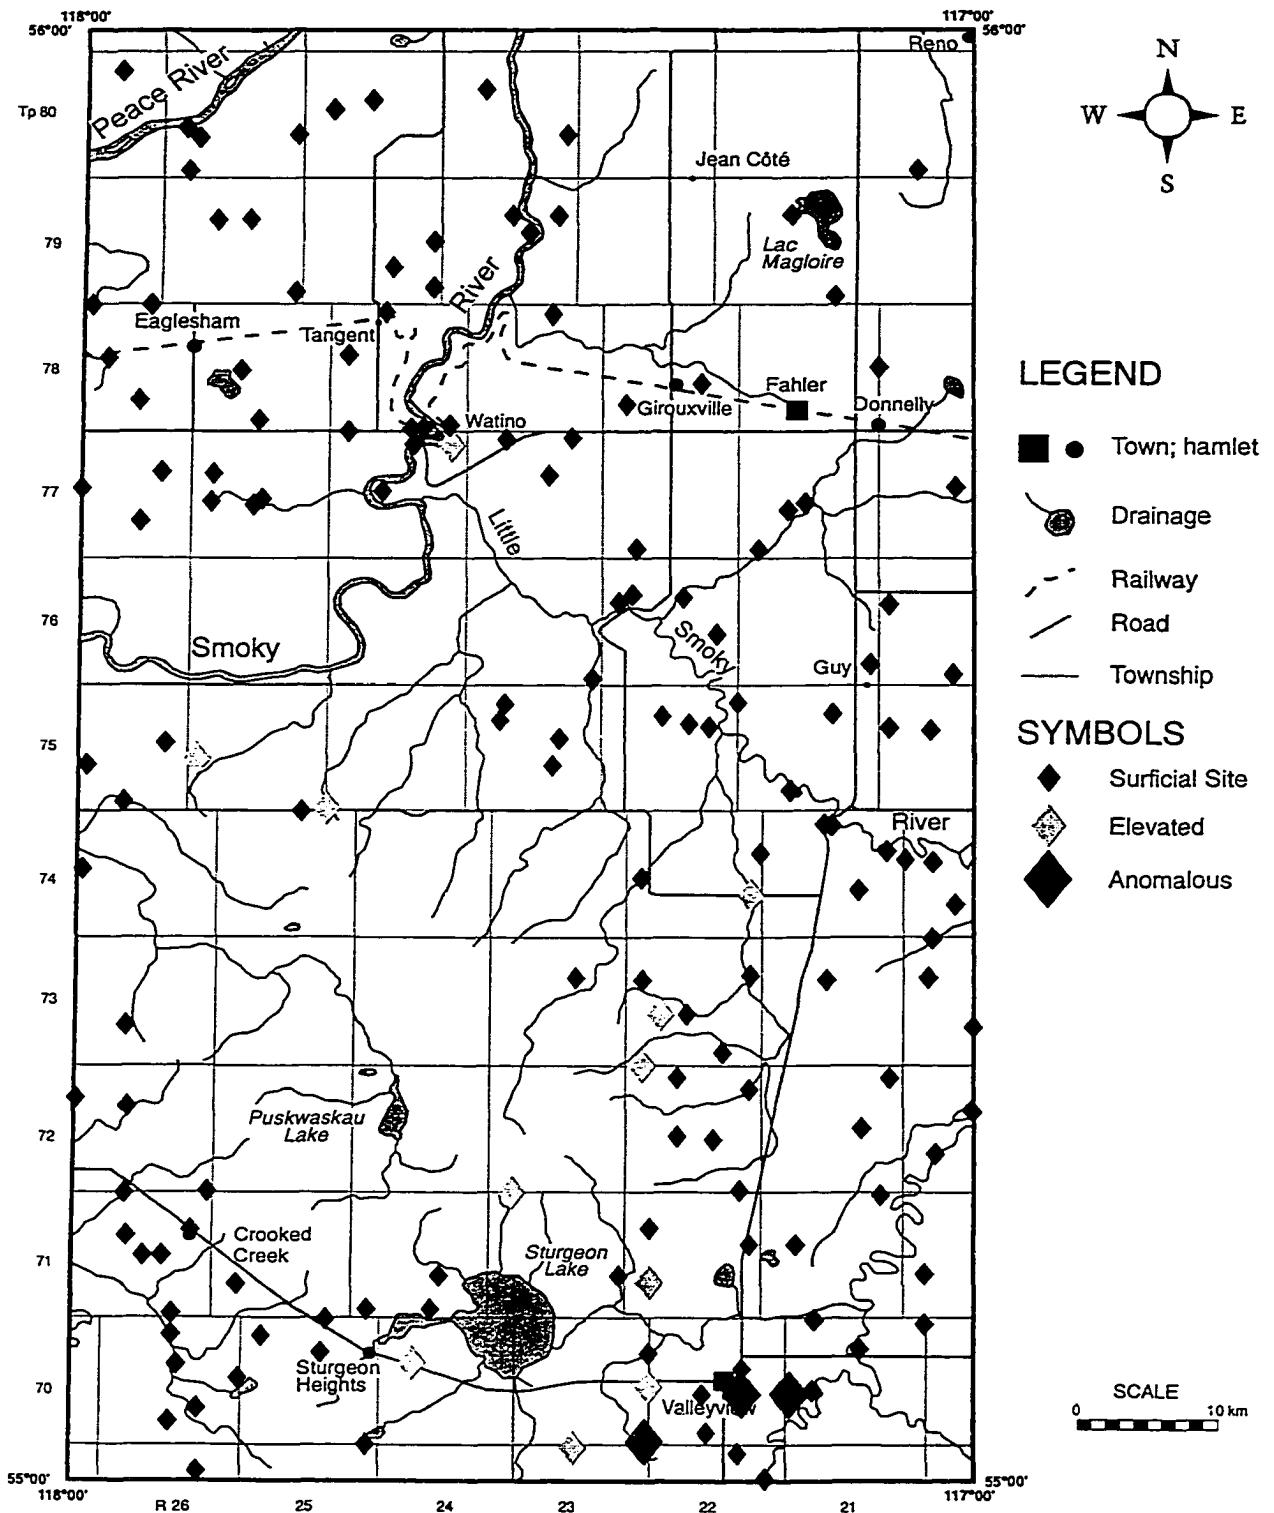 118°00'
117°00'
56°00'
56°00'
Reno
N
W
E
S
Peace River
Tp 80
Jean Côté
79
Lac
Magloire
River
Eaglesham
Tangent
78
Fahler
Girouxville
Donnelly
Watino
77
Little
76
Smoky
Smoky
Guy
75
River
74
73
Puskwaskau
Lake
72
Crooked
Creek
71
Sturgeon
Lake
Sturgeon
Heights
70
Valleyview
55°00'
55°00'
118°00'
117°00'
R 26
25
24
23
22
21
LEGEND
Town; hamlet
Drainage
Railway
Road
Township
SYMBOLS
Surficial Site
Elevated
Anomalous
SCALE
0
10 km